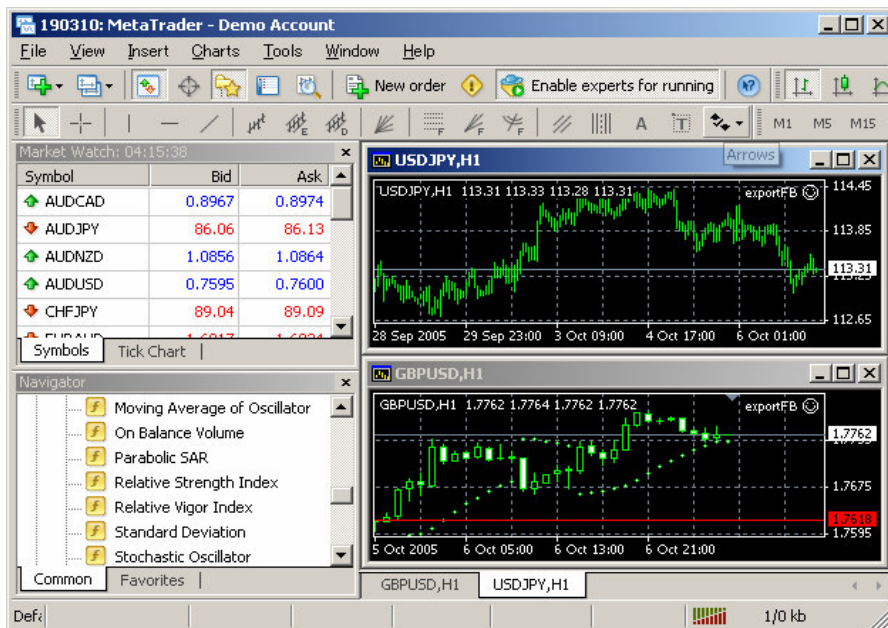 190310: MetaTrader - Demo Account
File View Insert Charts Tools Window Help
New order Enable experts for running
E D F F F A T M1 M5 M15
Arrows
Market Watch: 04:15:38
Symbol Bid Ask
AUDCAD 0.8967 0.8974
AUDJPY 86.06 86.13
AUDNZD 1.0856 1.0864
AUDUSD 0.7595 0.7600
CHFJPY 89.04 89.09
Symbols Tick Chart
Navigator
Moving Average of Oscillator
On Balance Volume
Parabolic SAR
Relative Strength Index
Relative Vigor Index
Standard Deviation
Stochastic Oscillator
Common Favorites
USDJPY,H1
USDJPY,H1 113.31 113.33 113.28 113.31
exportFB
114.45
113.85
113.31
113.25
112.65
28 Sep 2005 29 Sep 23:00 3 Oct 09:00 4 Oct 17:00 6 Oct 01:00
GBPUSD,H1
GBPUSD,H1 1.7762 1.7764 1.7762 1.7762
exportFB
1.7762
1.7675
1.7618
1.7595
5 Oct 2005 6 Oct 05:00 6 Oct 13:00 6 Oct 21:00
GBPUSD,H1 USDJPY,H1
1/0 kb